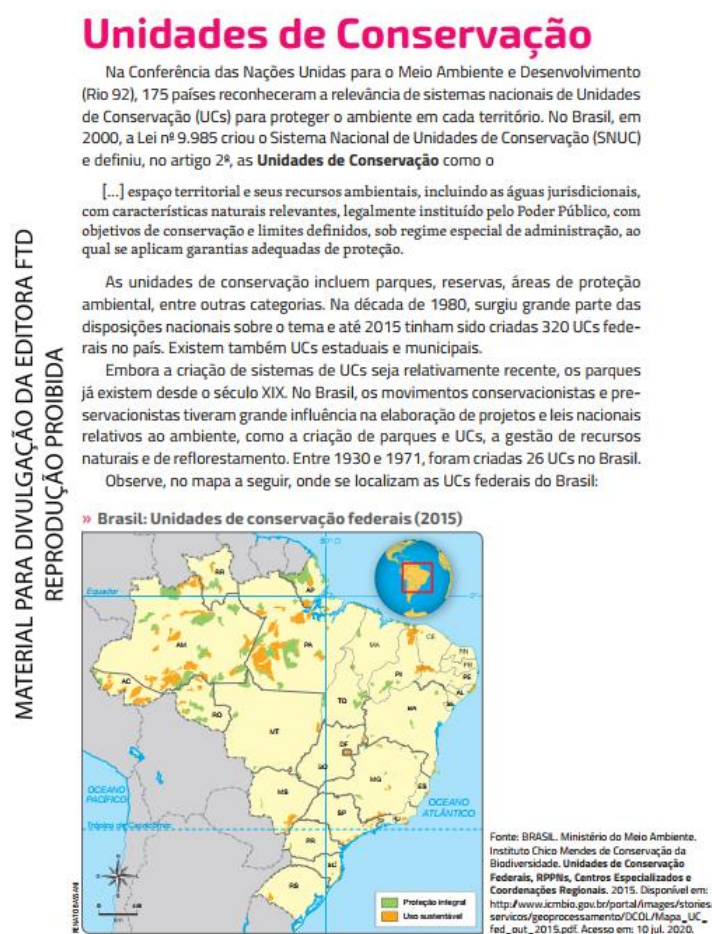 Unidades de Conservação
Na Conferência das Nações Unidas para o Meio Ambiente e Desenvolvimento
(Rio 92), 175 países reconheceram a relevância de sistemas nacionais de Unidades
de Conservação (UCs) para proteger o ambiente em cada território. No Brasil, em
2000, a Lei nº 9.985 criou o Sistema Nacional de Unidades de Conservação (SNUC)
e definiu, no artigo 2º, as Unidades de Conservação como o
[...] espaço territorial e seus recursos ambientais, incluindo as águas jurisdicionais,
com características naturais relevantes, legalmente instituído pelo Poder Público, com
objetivos de conservação e limites definidos, sob regime especial de administração, ao
qual se aplicam garantias adequadas de proteção.
As unidades de conservação incluem parques, reservas, áreas de proteção
ambiental, entre outras categorias. Na década de 1980, surgiu grande parte das
disposições nacionais sobre o tema e até 2015 tinham sido criadas 320 UCs fede-
rais no país. Existem também UCs estaduais e municipais.
Embora a criação de sistemas de UCs seja relativamente recente, os parques
já existem desde o século XIX. No Brasil, os movimentos conservacionistas e pre-
servacionistas tiveram grande influência na elaboração de projetos e leis nacionais
relativos ao ambiente, como a criação de parques e UCs, a gestão de recursos
naturais e de reflorestamento. Entre 1930 e 1971, foram criadas 26 UCs no Brasil.
Observe, no mapa a seguir, onde se localizam as UCs federais do Brasil:
MATERIAL PARA DIVULGAÇÃO DA EDITORA FTD
REPRODUÇÃO PROIBIDA
» Brasil: Unidades de conservação federais (2015)
50° O
RR
AP
Equador
0°
AM
PA
MA
CE
RN
PB
PE
AL
SE
PI
AC
RO
TO
BA
MT
DF
GO
MG
ES
MS
SP
RJ
OCEANO
PACÍFICO
OCEANO
ATLÂNTICO
Trópico de Capricórnio
PR
SC
RS
Proteção integral
Uso sustentável
RENATO BASSANI
Fonte: BRASIL. Ministério do Meio Ambiente.
Instituto Chico Mendes de Conservação da
Biodiversidade. Unidades de Conservação
Federais, RPPNs, Centros Especializados e
Coordenações Regionais. 2015. Disponível em:
http://www.icmbio.gov.br/portal/images/stories/
servicos/geoprocessamento/DCOL/Mapa_UC_
fed_out_2015.pdf. Acesso em: 10 jul. 2020.